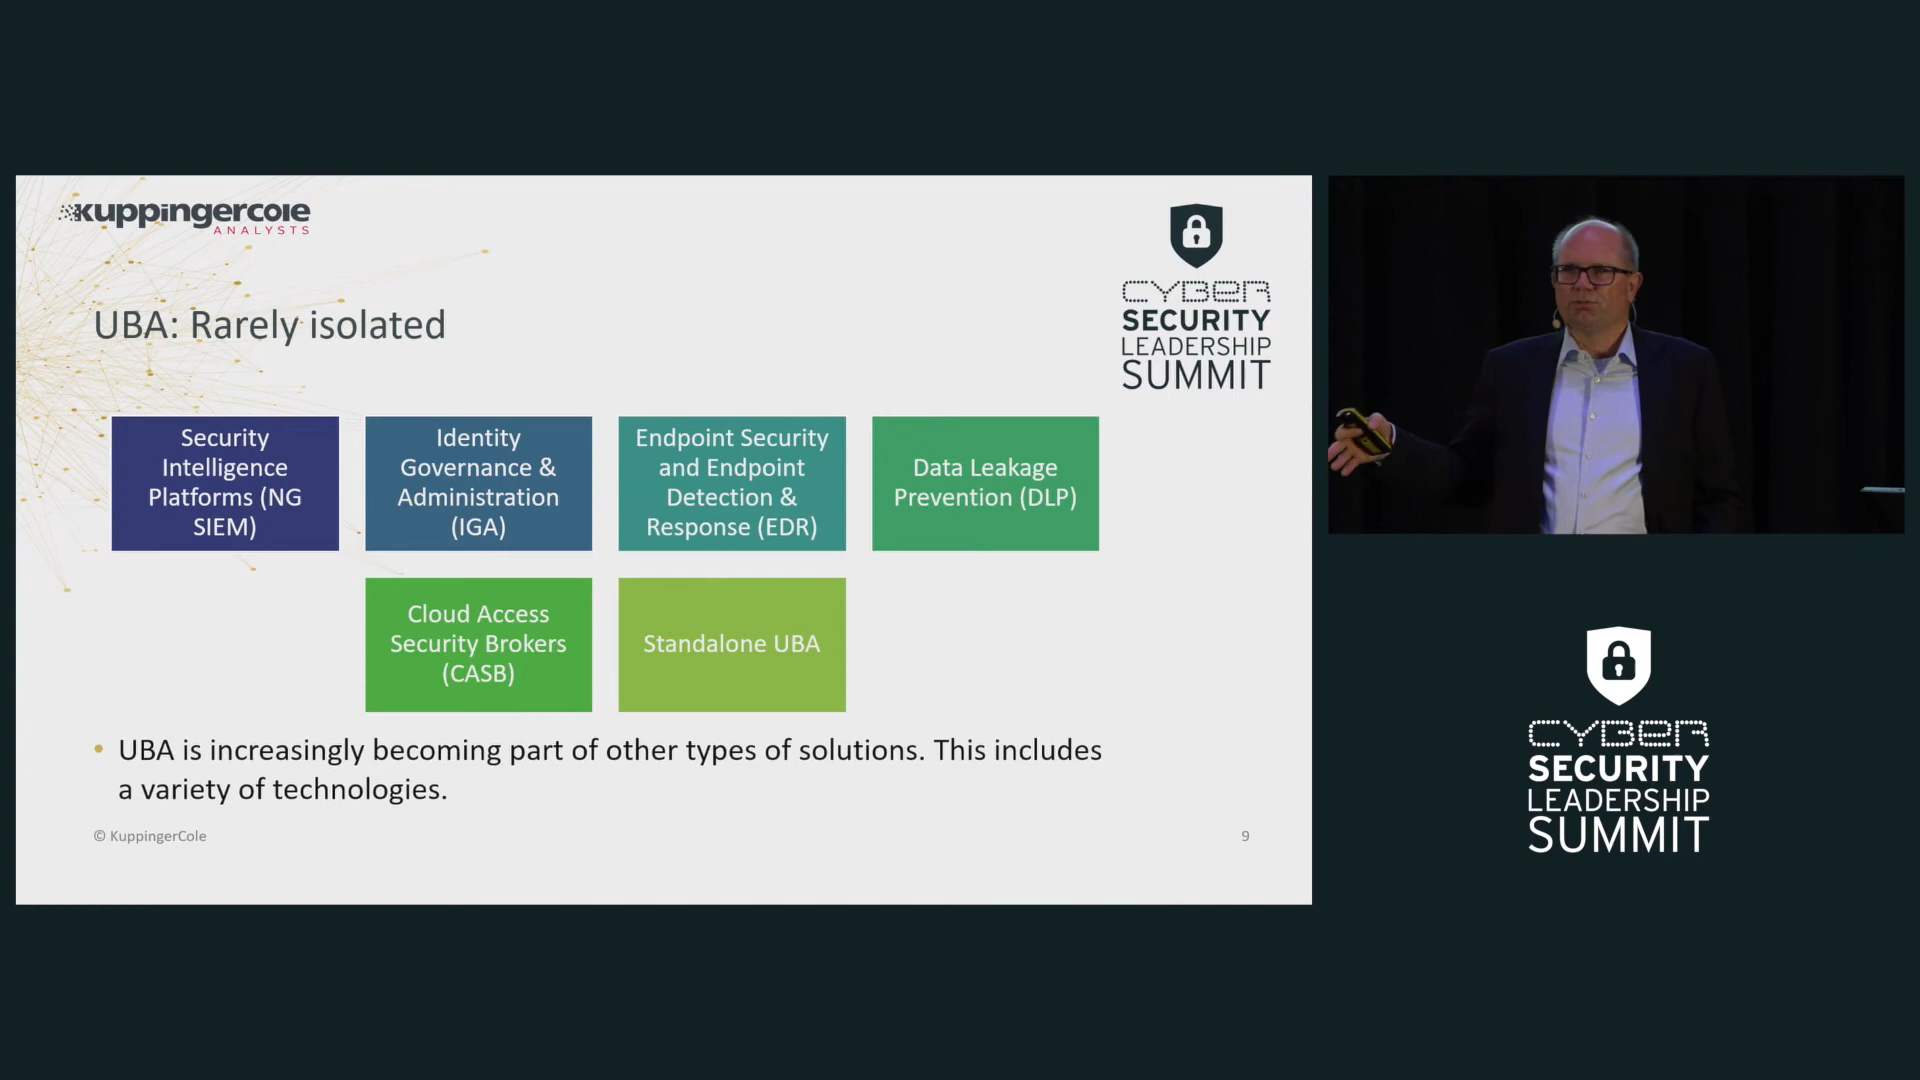 kuppingercole
ANALYSTS
CYBER
SECURITY
LEADERSHIP
SUMMIT
UBA: Rarely isolated
Security
Intelligence
Platforms (NG
SIEM)
Identity
Governance &
Administration
(IGA)
Endpoint Security
and Endpoint
Detection &
Response (EDR)
Data Leakage
Prevention (DLP)
Cloud Access
Security Brokers
(CASB)
Standalone UBA
• UBA is increasingly becoming part of other types of solutions. This includes
a variety of technologies.
© KuppingerCole
9
CYBER
SECURITY
LEADERSHIP
SUMMIT